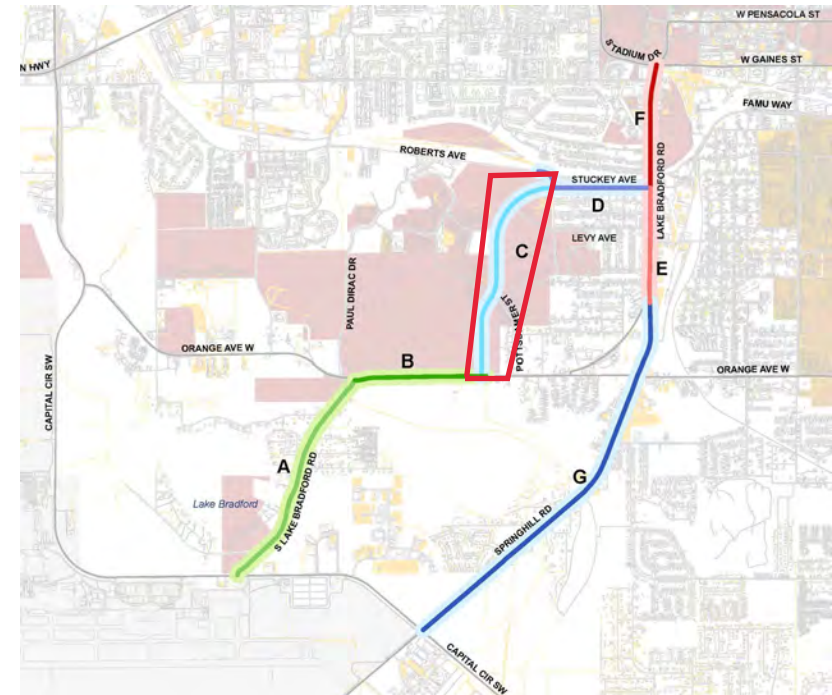 W PENSACOLA ST
STADIUM DR
W GAINES ST
N HWY
FAMU WAY
F
ROBERTS AVE
LAKE BRADFORD RD
STUCKEY AVE
D
LEVY AVE
C
E
PAUL DIRAC DR
ORANGE AVE W
B
ORANGE AVE W
CAPITAL CIR SW
A
G
S LAKE BRADFORD RD
Lake Bradford
SPRINGHILL RD
CAPITAL CIR SW